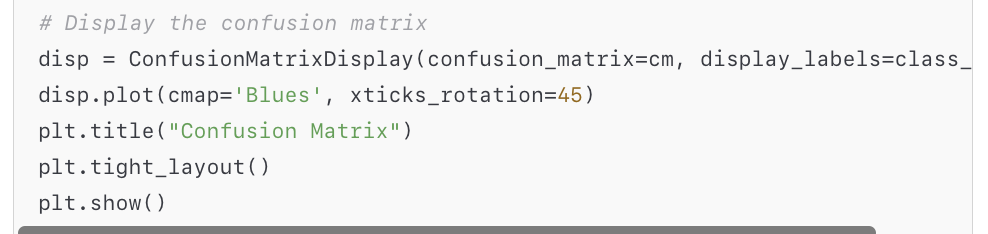 # Display the confusion matrix
disp = ConfusionMatrixDisplay(confusion_matrix=cm, display_labels=class_
disp.plot(cmap='Blues', xticks_rotation=45)
plt.title("Confusion Matrix")
plt.tight_layout()
plt.show()